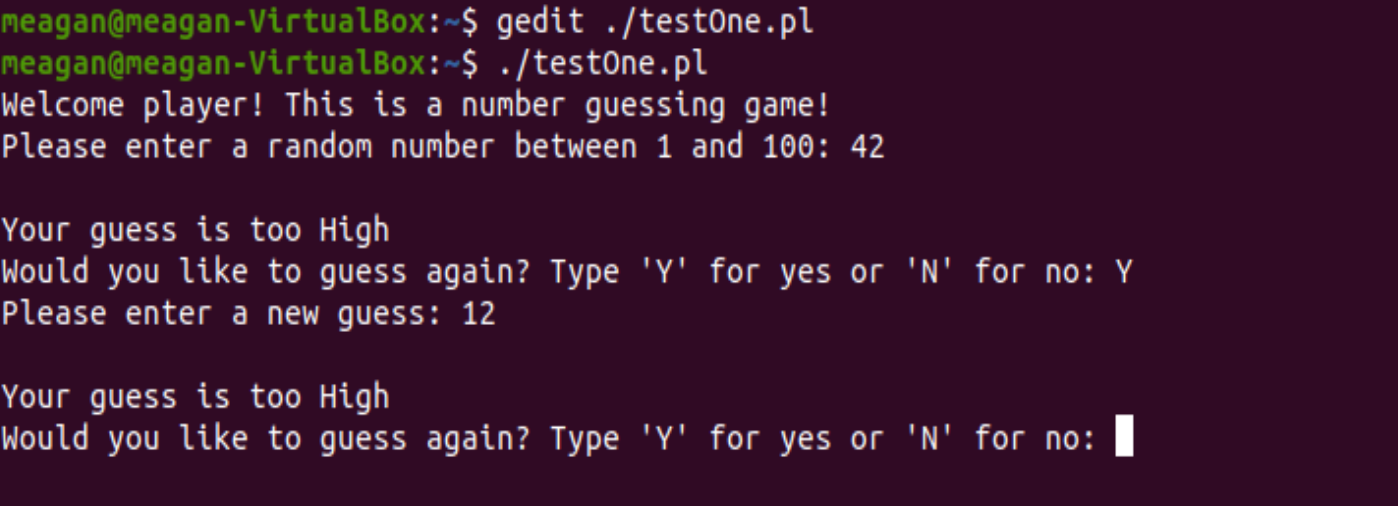 meagan@meagan-VirtualBox:~$ gedit ./testOne.pl
meagan@meagan-VirtualBox:~$ ./testOne.pl
Welcome player! This is a number guessing game!
Please enter a random number between 1 and 100: 42
Your guess is too High
Would you like to guess again? Type 'Y' for yes or 'N' for no: Y
Please enter a new guess: 12
Your guess is too High
Would you like to guess again? Type 'Y' for yes or 'N' for no: